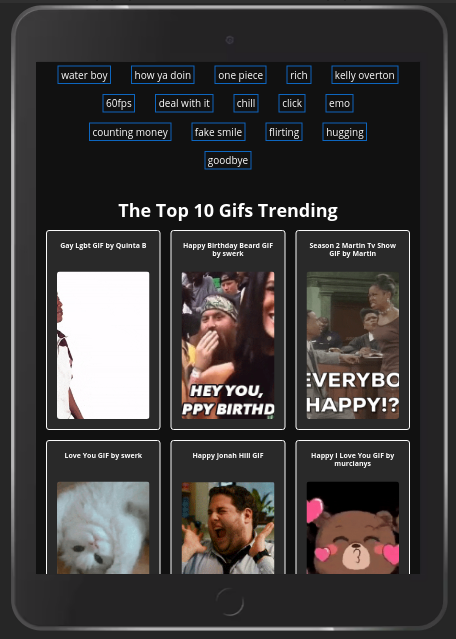 water boy how ya doin one piece rich kelly overton
60fps deal with it chill click emo
counting money fake smile flirting hugging
goodbye
The Top 10 Gifs Trending
Gay Lgbt GIF by Quinta B
Happy Birthday Beard GIF
by swerk
Season 2 Martin Tv Show
GIF by Martin
HEY YOU,
PPY BIRTHD
EVERYBO
HAPPY!?
Love You GIF by swerk
Happy Jonah Hill GIF
Happy I Love You GIF by
murcianys